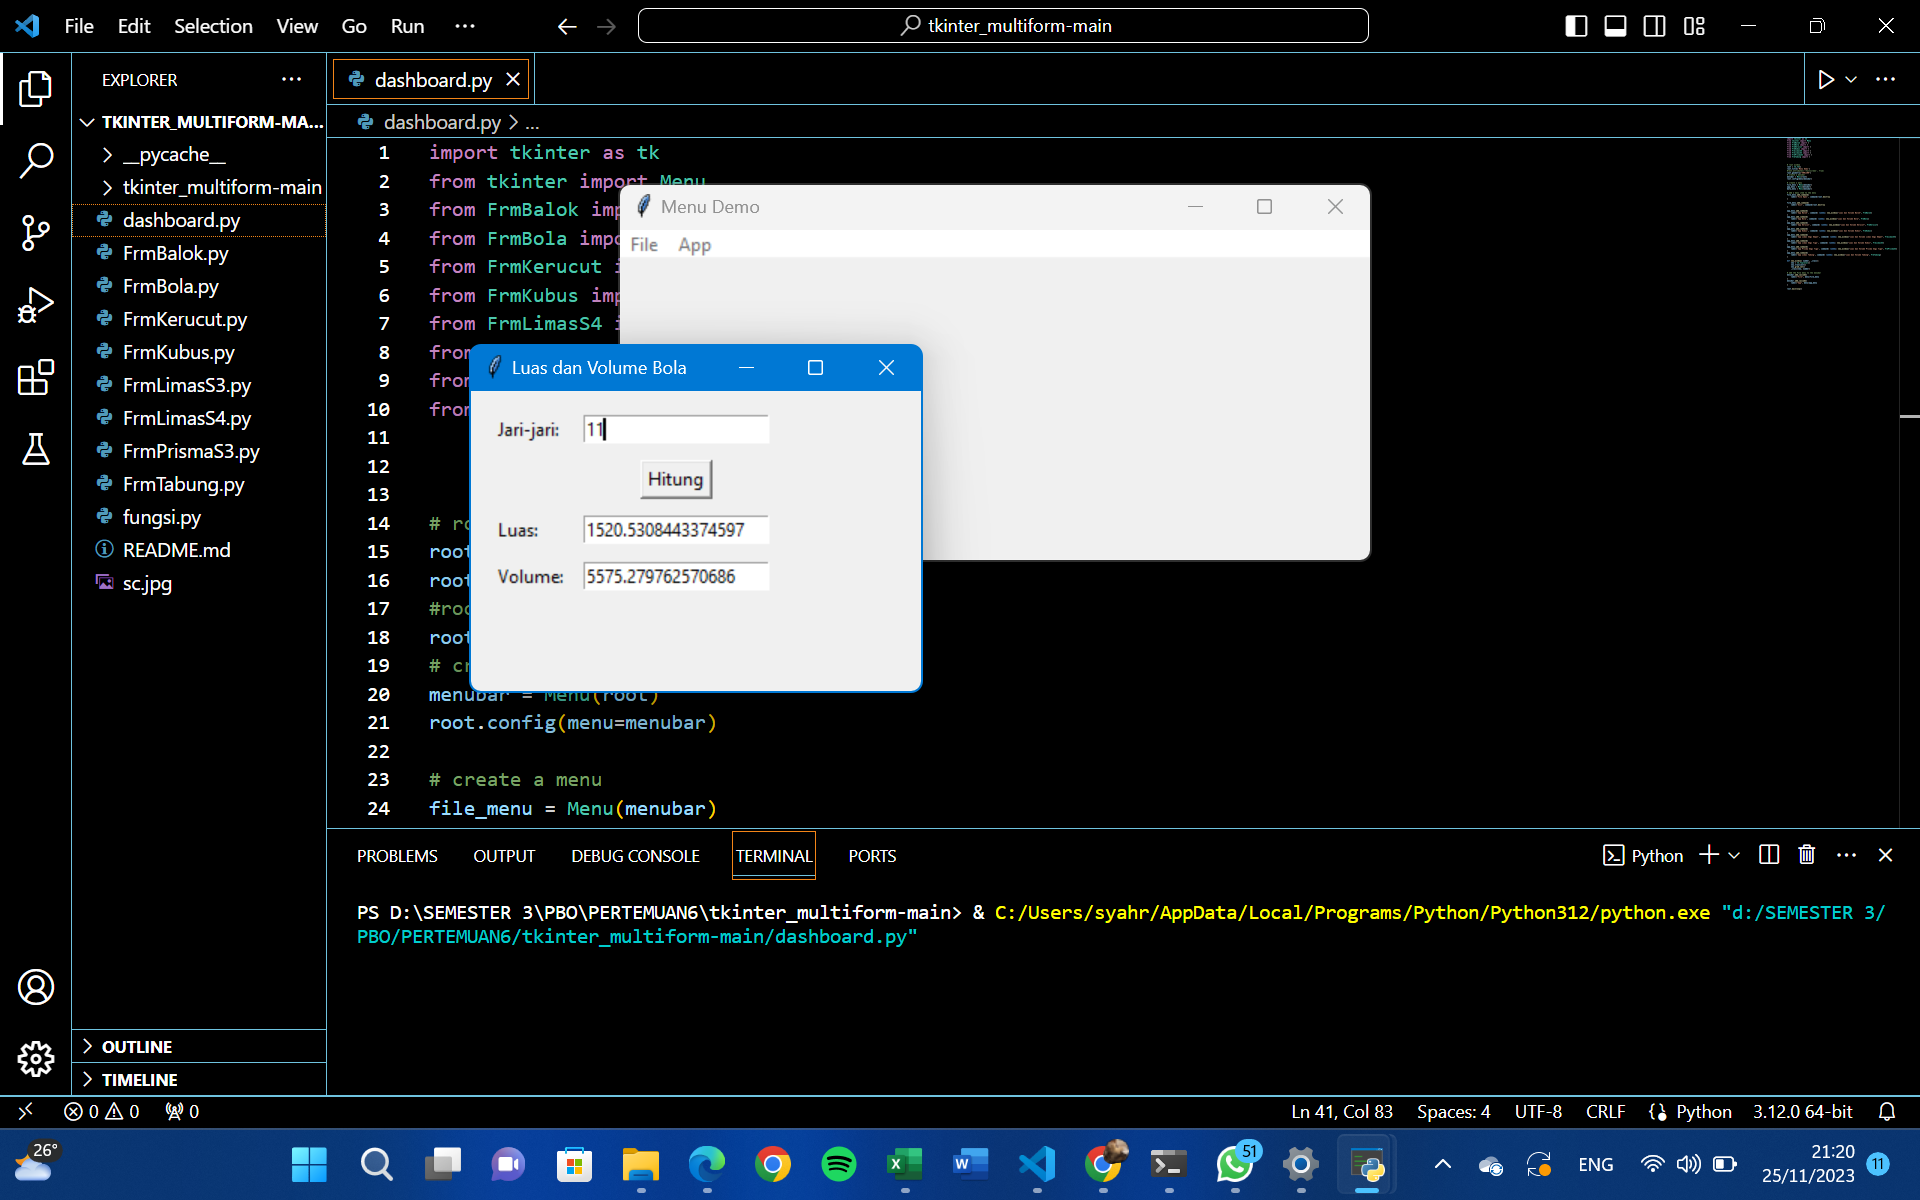 File Edit Selection View Go Run ··· tkinter_multiform-main
EXPLORER ···
TKINTER_MULTIFORM-MA...
__pycache__
tkinter_multiform-main
dashboard.py
FrmBalok.py
FrmBola.py
FrmKerucut.py
FrmKubus.py
FrmLimasS3.py
FrmLimasS4.py
FrmPrismaS3.py
FrmTabung.py
fungsi.py
README.md
sc.jpg
OUTLINE
TIMELINE
dashboard.py
dashboard.py > ...
1 import tkinter as tk
2 from tkinter import Menu
3 from FrmBalok imp
4 from FrmBola impo
5 from FrmKerucut i
6 from FrmKubus imp
7 from FrmLimasS4 i
8 from
9 from
10 from
11
12
13
14 # ro
15 root
16 root
17 #roo
18 root
19 # cr
20 menubar = Menu(root)
21 root.config(menu=menubar)
22
23 # create a menu
24 file_menu = Menu(menubar)
Menu Demo
File App
Luas dan Volume Bola
Jari-jari: 11
Hitung
Luas: 1520.5308443374597
Volume: 5575.279762570686
PROBLEMS OUTPUT DEBUG CONSOLE TERMINAL PORTS
Python
PS D:\SEMESTER 3\PBO\PERTEMUAN6\tkinter_multiform-main> & C:/Users/syahr/AppData/Local/Programs/Python/Python312/python.exe "d:/SEMESTER 3/
PBO/PERTEMUAN6/tkinter_multiform-main/dashboard.py"
0 0 0
Ln 41, Col 83 Spaces: 4 UTF-8 CRLF Python 3.12.0 64-bit
26°
51
ENG
21:20
25/11/2023
11